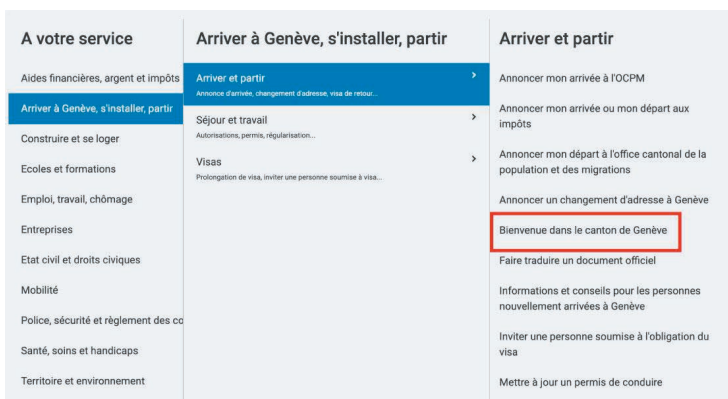 A votre service
Aides financières, argent et impôts
Arriver à Genève, s'installer, partir
Construire et se loger
Ecoles et formations
Emploi, travail, chômage
Entreprises
Etat civil et droits civiques
Mobilité
Police, sécurité et règlement des co
Santé, soins et handicaps
Territoire et environnement
Arriver à Genève, s'installer, partir
Arriver et partir
Annonce d'arrivée, changement d'adresse, visa de retour...
Séjour et travail
Autorisations, permis, régularisation...
Visas
Prolongation de visa, inviter une personne soumise à visa...
Arriver et partir
Annoncer mon arrivée à l'OCPM
Annoncer mon arrivée ou mon départ aux
impôts
Annoncer mon départ à l'office cantonal de la
population et des migrations
Annoncer un changement d'adresse à Genève
Bienvenue dans le canton de Genève
Faire traduire un document officiel
Informations et conseils pour les personnes
nouvellement arrivées à Genève
Inviter une personne soumise à l'obligation du
visa
Mettre à jour un permis de conduire